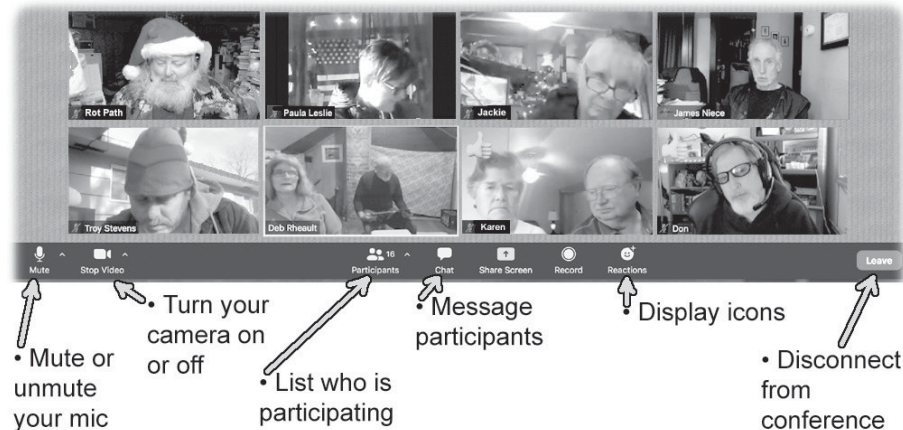 Rot Path
Paula Leslie
Jackie
James Niece
Troy Stevens
Deb Rheault
Karen
Don
Mute
Stop Video
16
Participants
Chat
Share Screen
Record
Reactions
Leave
• Mute or
unmute
your mic
• Turn your
camera on
or off
• List who is
participating
• Message
participants
• Display icons
• Disconnect
from
conference